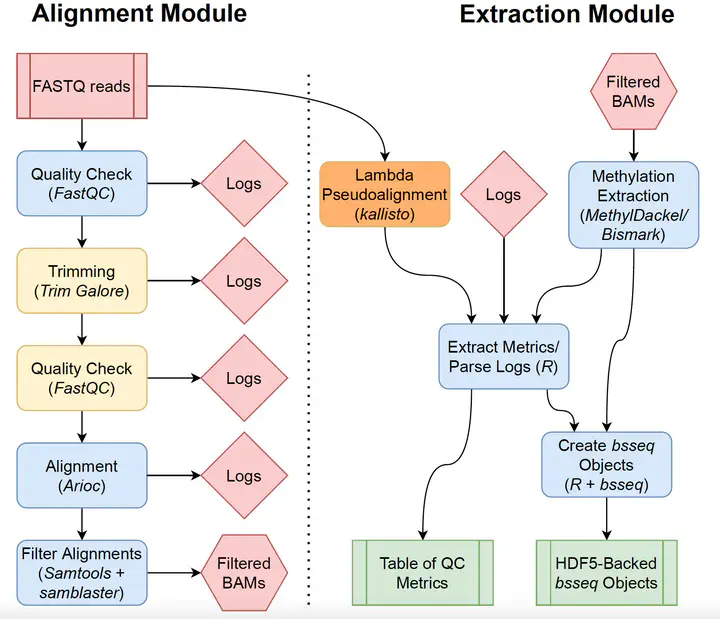 Alignment Module
FASTQ reads
Quality Check
(FastQC)
Logs
Trimming
(Trim Galore)
Logs
Quality Check
(FastQC)
Logs
Alignment
(Arioc)
Logs
Filter Alignments
(Samtools +
samblaster)
Filtered
BAMs
Extraction Module
Filtered
BAMs
Lambda
Pseudoalignment
(kallisto)
Logs
Methylation
Extraction
(MethylDackel/
Bismark)
Extract Metrics/
Parse Logs (R)
Create bsseq
Objects
(R + bsseq)
Table of QC
Metrics
HDF5-Backed
bsseq Objects